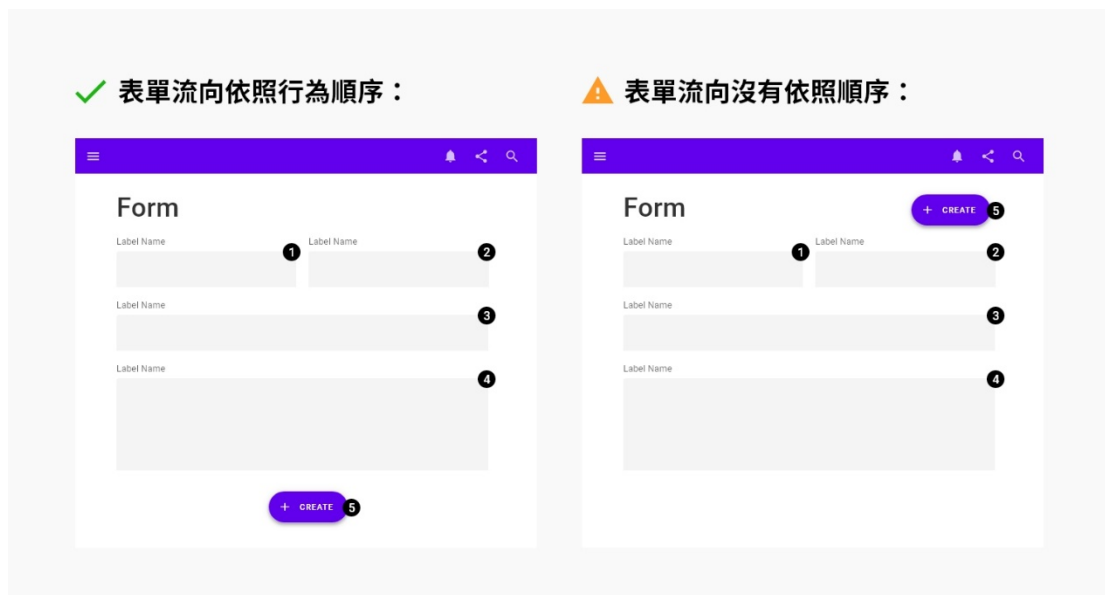 表單流向依照行為順序：
Form
Label Name
1
Label Name
2
Label Name
3
Label Name
4
+ CREATE
5
表單流向沒有依照順序：
Form
+ CREATE
5
Label Name
1
Label Name
2
Label Name
3
Label Name
4